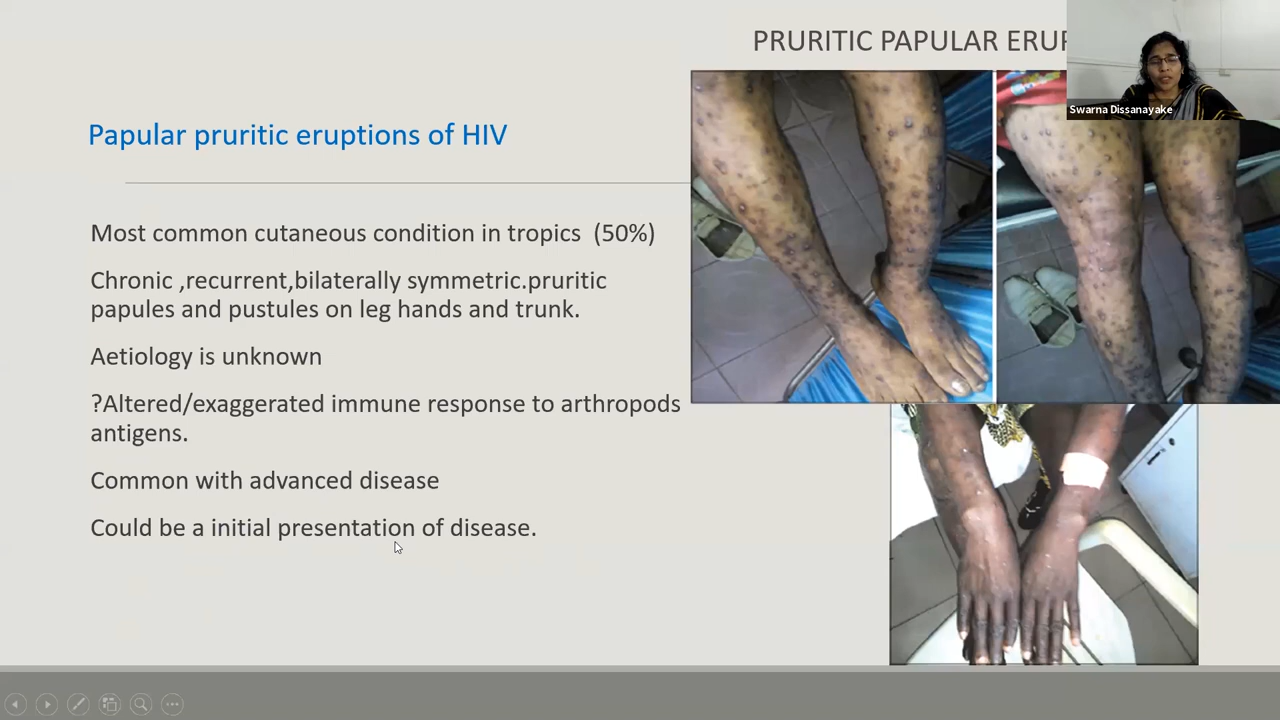 PRURITIC PAPULAR ERUP
Swarna Dissanayake
Papular pruritic eruptions of HIV
Most common cutaneous condition in tropics (50%)
Chronic ,recurrent,bilaterally symmetric.pruritic
papules and pustules on leg hands and trunk.
Aetiology is unknown
?Altered/exaggerated immune response to arthropods
antigens.
Common with advanced disease
Could be a initial presentation of disease.